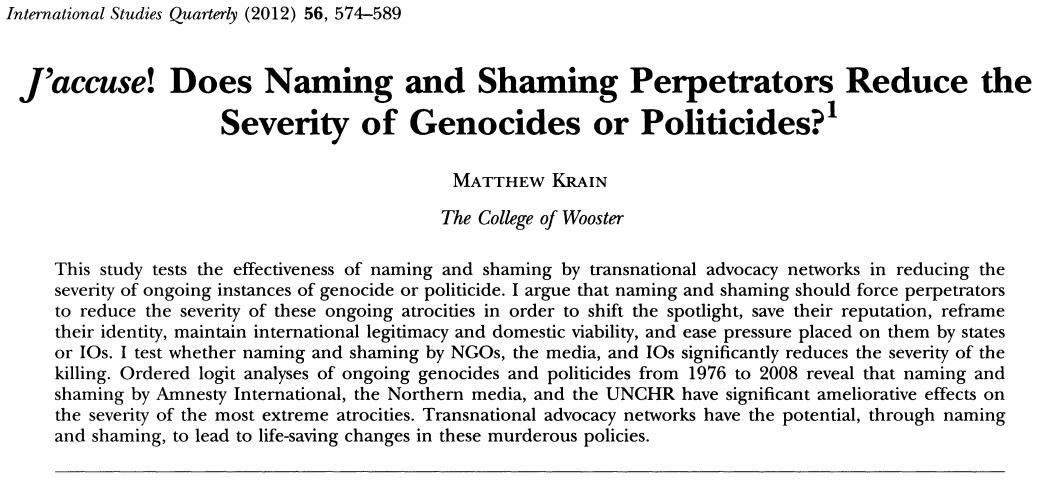 International Studies Quarterly (2012) 56, 574–589
J'accuse! Does Naming and Shaming Perpetrators Reduce the
Severity of Genocides or Politicides?1
MATTHEW KRAIN
The College of Wooster
This study tests the effectiveness of naming and shaming by transnational advocacy networks in reducing the
severity of ongoing instances of genocide or politicide. I argue that naming and shaming should force perpetrators
to reduce the severity of these ongoing atrocities in order to shift the spotlight, save their reputation, reframe
their identity, maintain international legitimacy and domestic viability, and ease pressure placed on them by states
or IOs. I test whether naming and shaming by NGOs, the media, and IOs significantly reduces the severity of the
killing. Ordered logit analyses of ongoing genocides and politicides from 1976 to 2008 reveal that naming and
shaming by Amnesty International, the Northern media, and the UNCHR have significant ameliorative effects on
the severity of the most extreme atrocities. Transnational advocacy networks have the potential, through naming
and shaming, to lead to life-saving changes in these murderous policies.